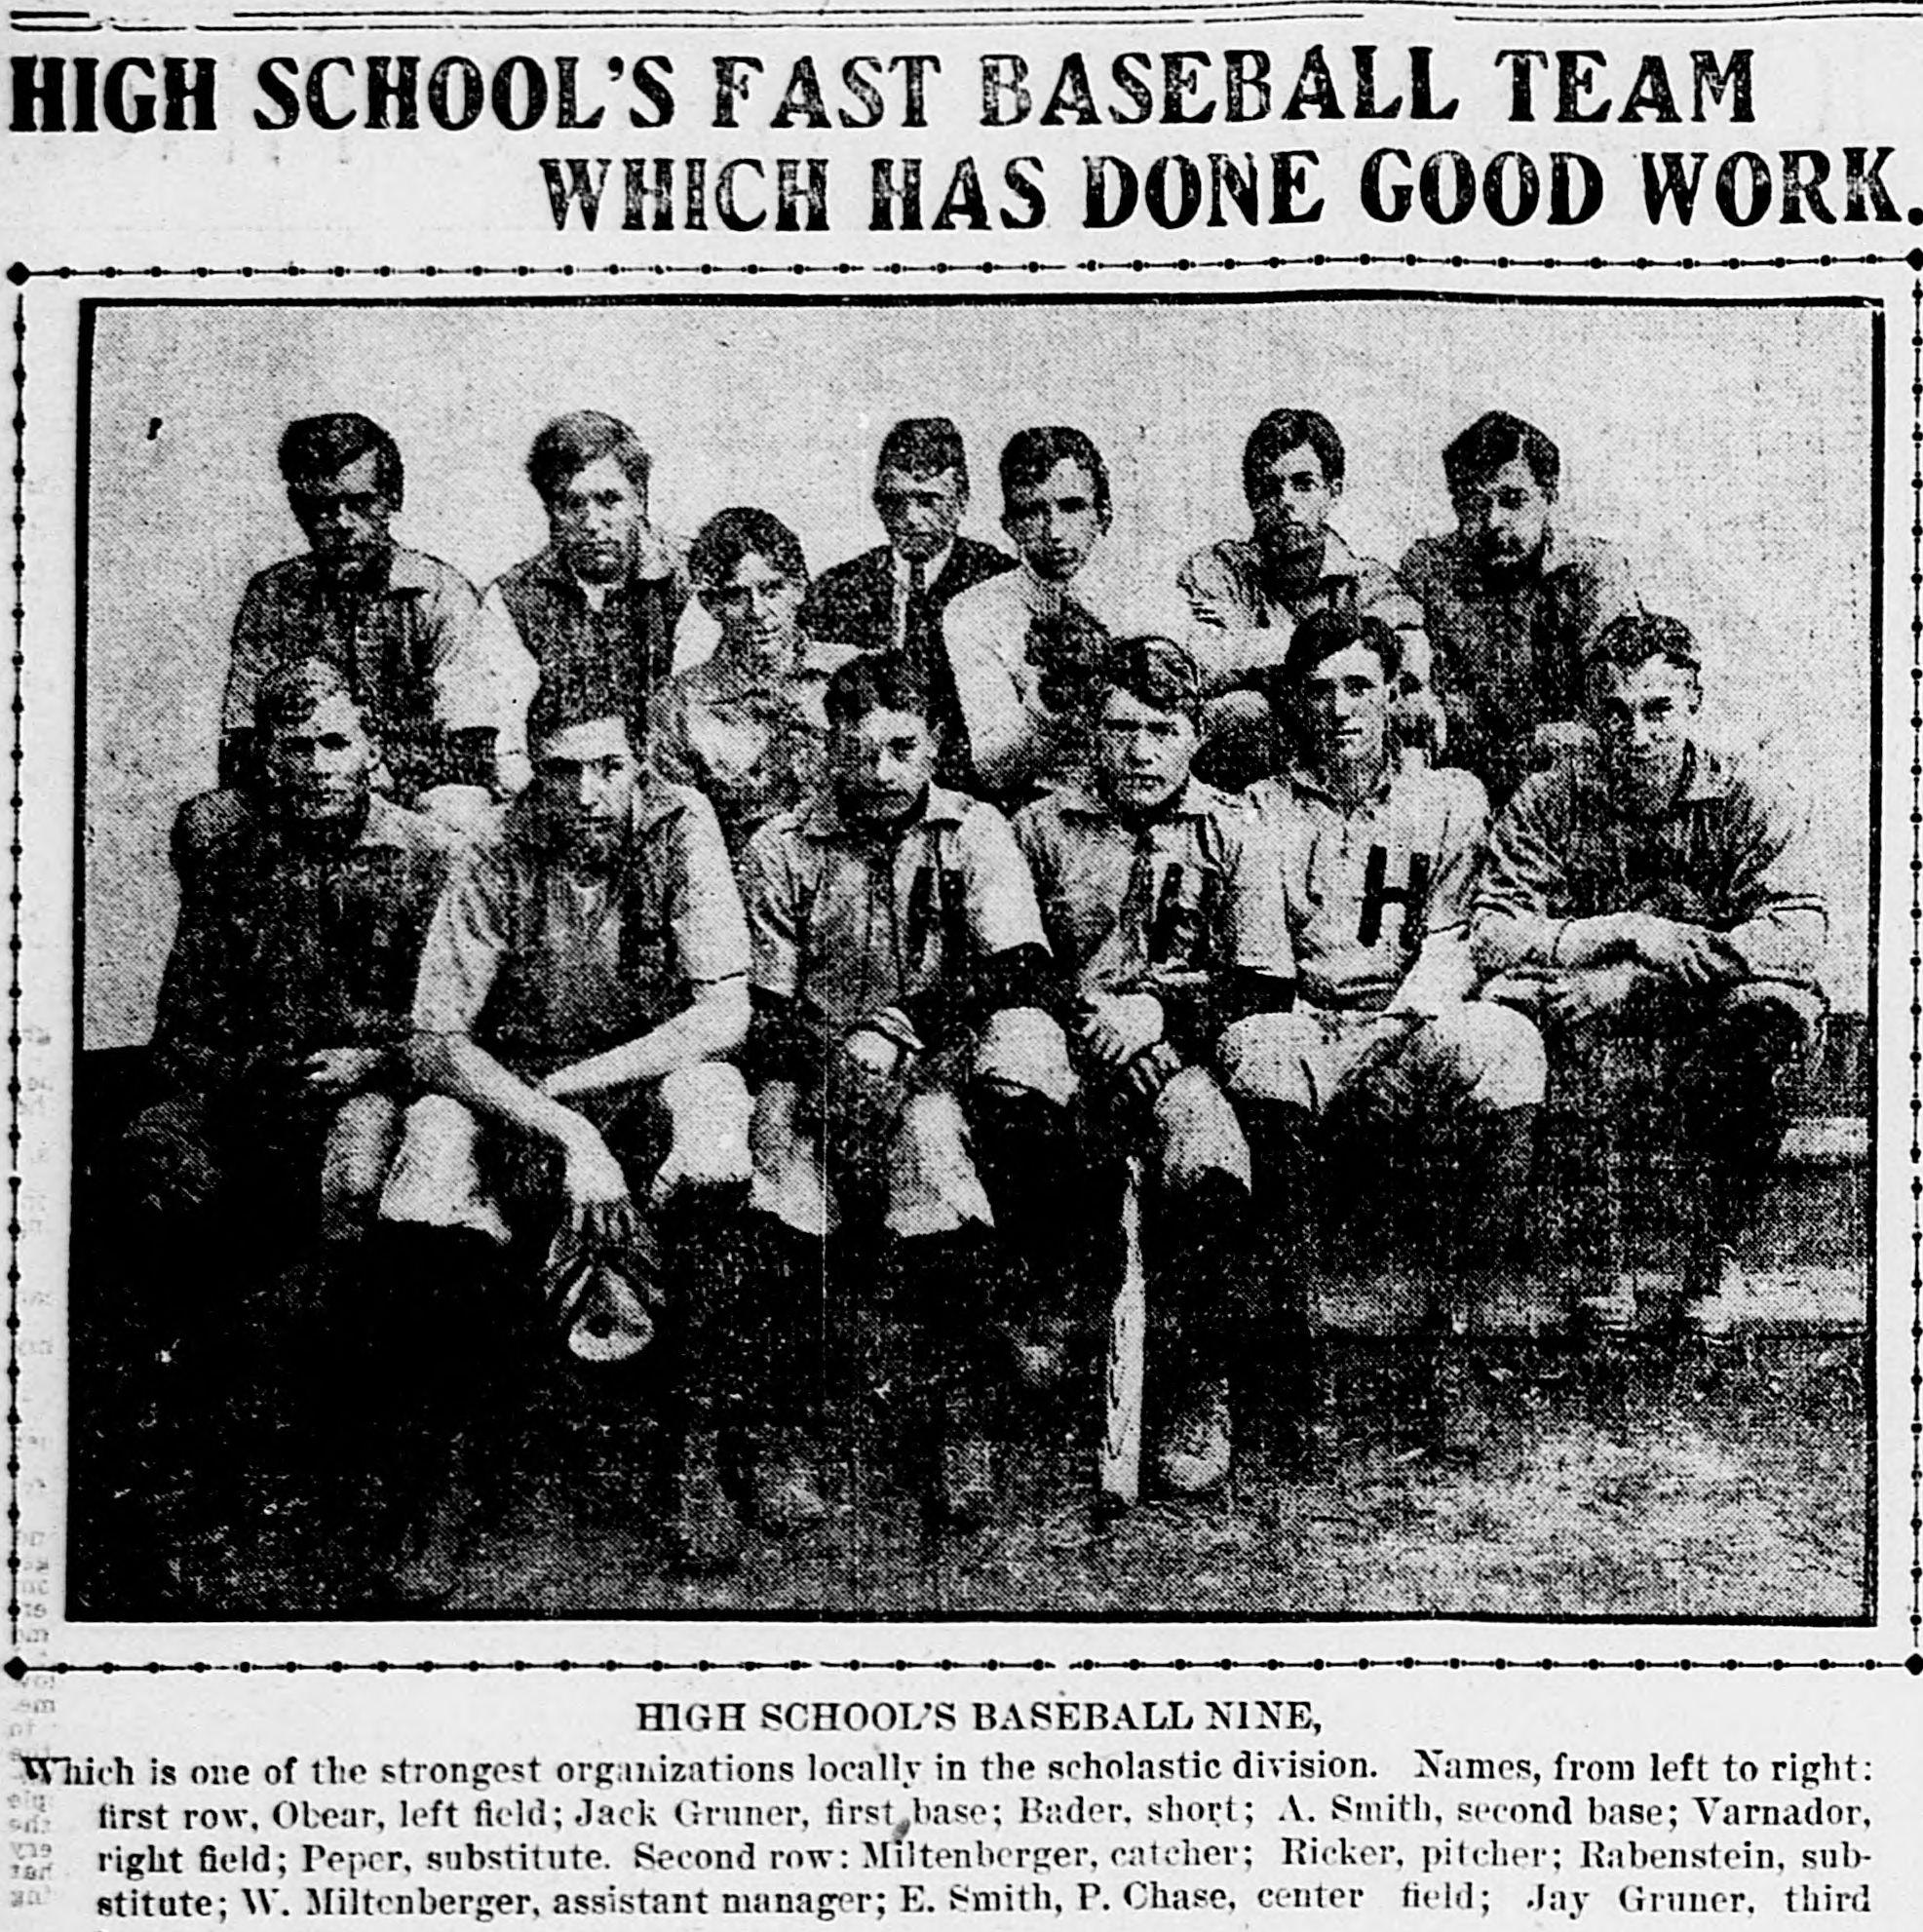 HIGH SCHOOL'S FAST BASEBALL TEAM
WHICH HAS DONE GOOD WORK.
H
H
H
HIGH SCHOOL'S BASEBALL NINE,
Which is one of the strongest organizations locally in the scholastic division. Names, from left to right:
first row, Obear, left field; Jack Gruner, first base; Bader, short; A. Smith, second base; Varnador,
right field; Peper, substitute. Second row: Miltenberger, catcher; Ricker, pitcher; Rabenstein, sub-
stitute; W. Miltenberger, assistant manager; E. Smith, P. Chase, center field; Jay Gruner, third